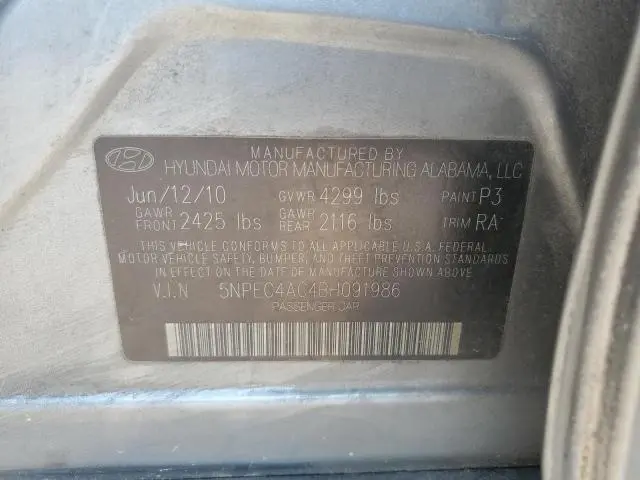 MANUFACTURED BY
HYUNDAI MOTOR MANUFACTURING ALABAMA, LLC
Jun/12/10 GVWR 4299 lbs PAINT P3
GAWR FRONT 2425 lbs GAWR REAR 2116 lbs TRIM RA
THIS VEHICLE CONFORMS TO ALL APPLICABLE U.S.A. FEDERAL
MOTOR VEHICLE SAFETY, BUMPER, AND THEFT PREVENTION STANDARDS
IN EFFECT ON THE DATE OF MANUFACTURE SHOWN ABOVE.
V.I.N 5NPEC4AC4BH091986
PASSENGER CAR